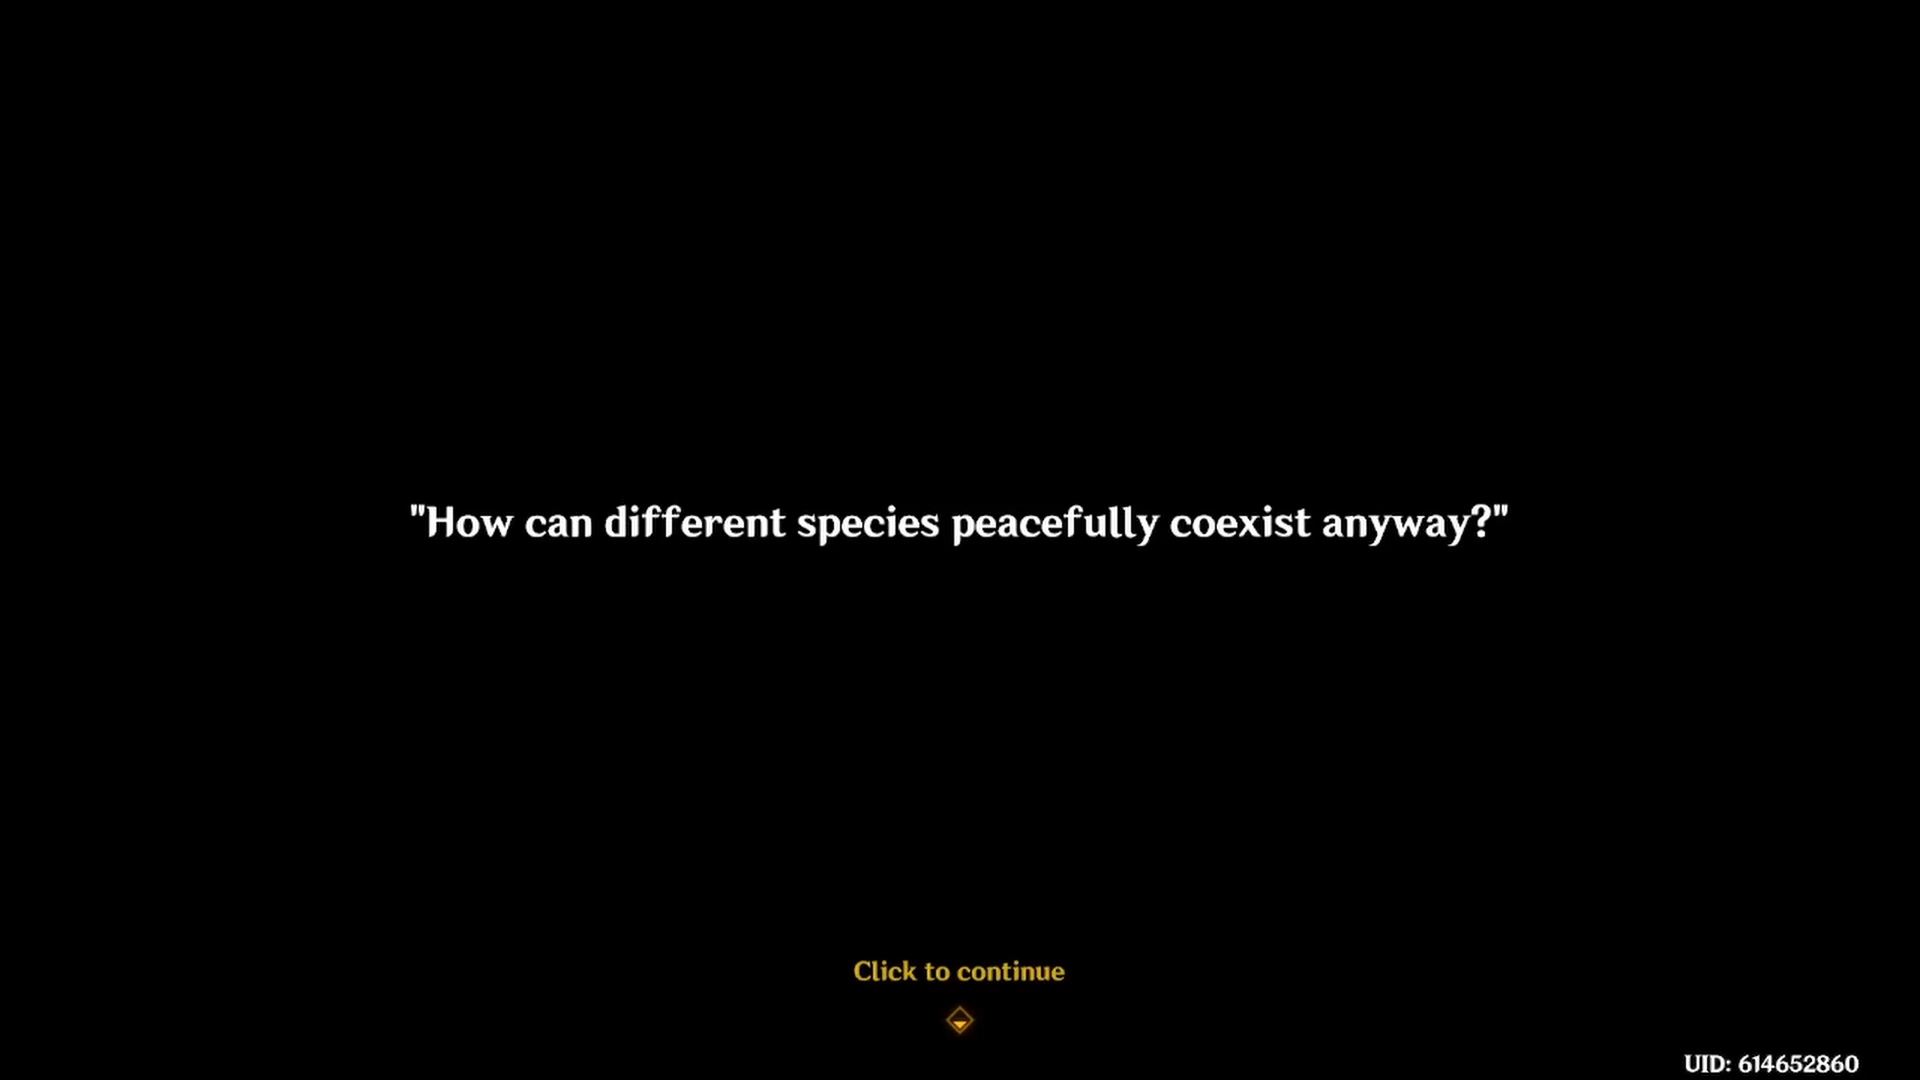 "How can different species peacefully coexist anyway?"
Click to continue
UID: 614652860